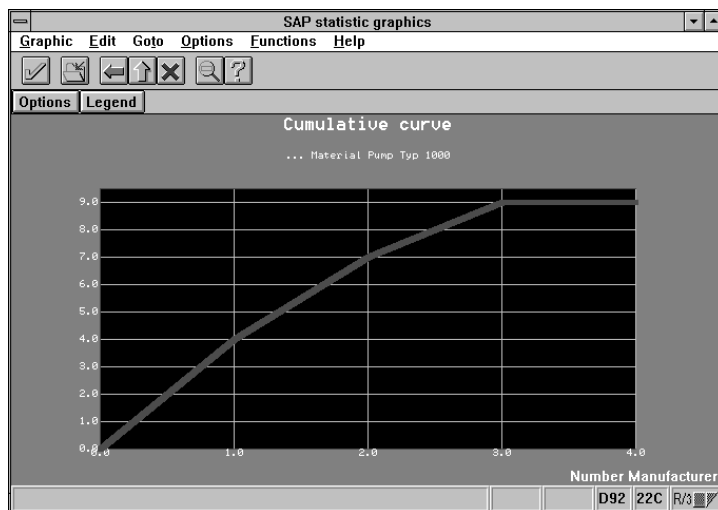 SAP statistic graphics
Graphic Edit Goto Options Functions Help
Options Legend
Cumulative curve
... Material Pump Typ 1000
9.0
8.0
7.0
6.0
5.0
4.0
3.0
2.0
1.0
0.0
0.0 1.0 2.0 3.0 4.0
Number Manufacturer
D92 22C R/3